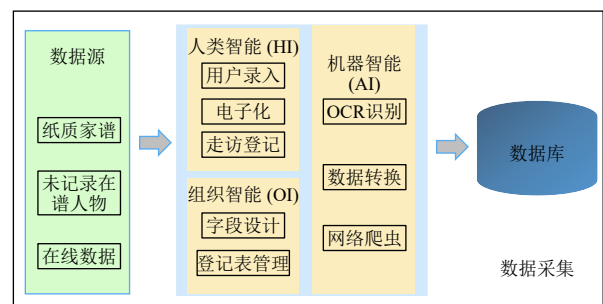 数据源
纸质家谱
未记录在
谱人物
在线数据
人类智能 (HI)
用户录入
电子化
走访登记
组织智能 (OI)
字段设计
登记表管理
机器智能
(AI)
OCR识别
数据转换
网络爬虫
数据库
数据采集